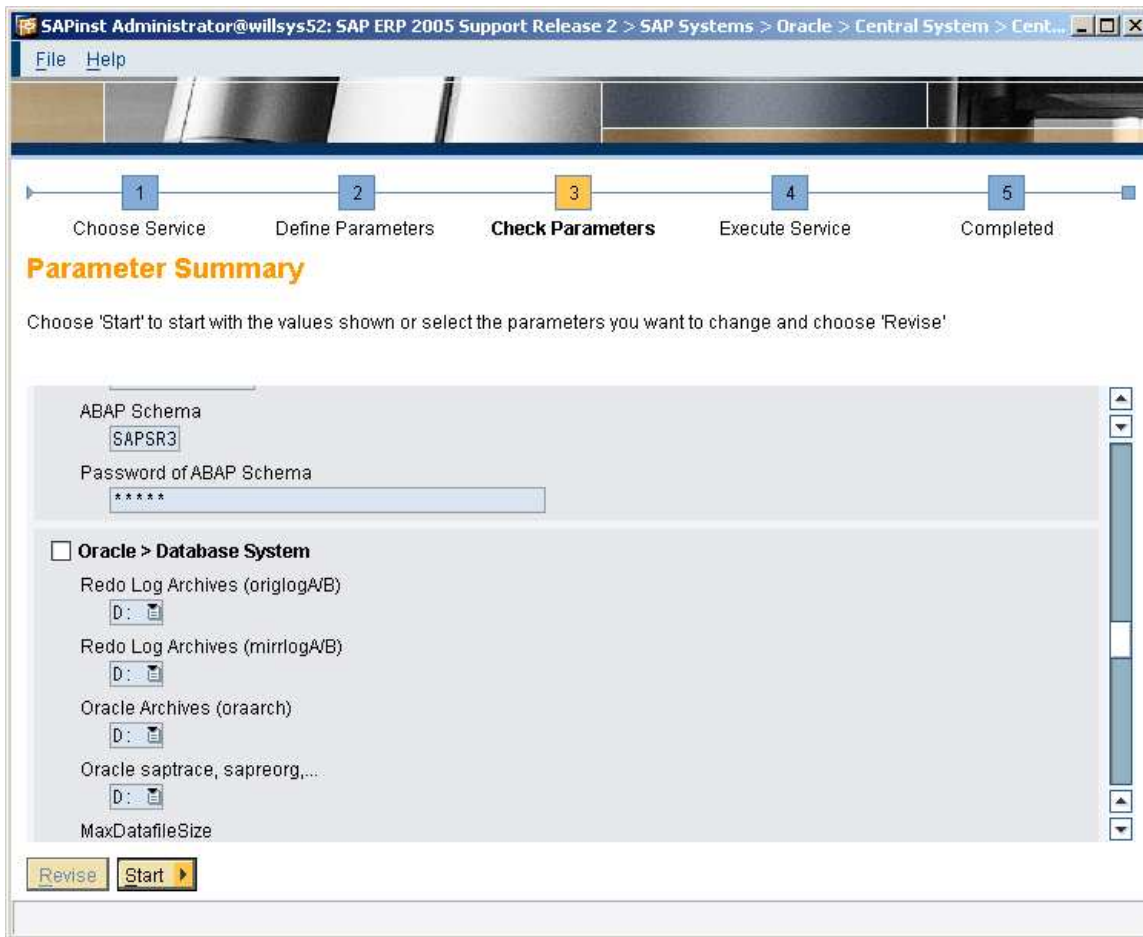 SAPinst Administrator@willsys52: SAP ERP 2005 Support Release 2 > SAP Systems > Oracle > Central System > Cent...
File Help
1 2 3 4 5
Choose Service Define Parameters Check Parameters Execute Service Completed
Parameter Summary
Choose 'Start' to start with the values shown or select the parameters you want to change and choose 'Revise'
ABAP Schema
SAPSR3
Password of ABAP Schema
*****
Oracle > Database System
Redo Log Archives (origlogA/B)
D:
Redo Log Archives (mirrlogA/B)
D:
Oracle Archives (oraarch)
D:
Oracle saptrace, sapreorg,...
D:
MaxDatafileSize
Revise Start